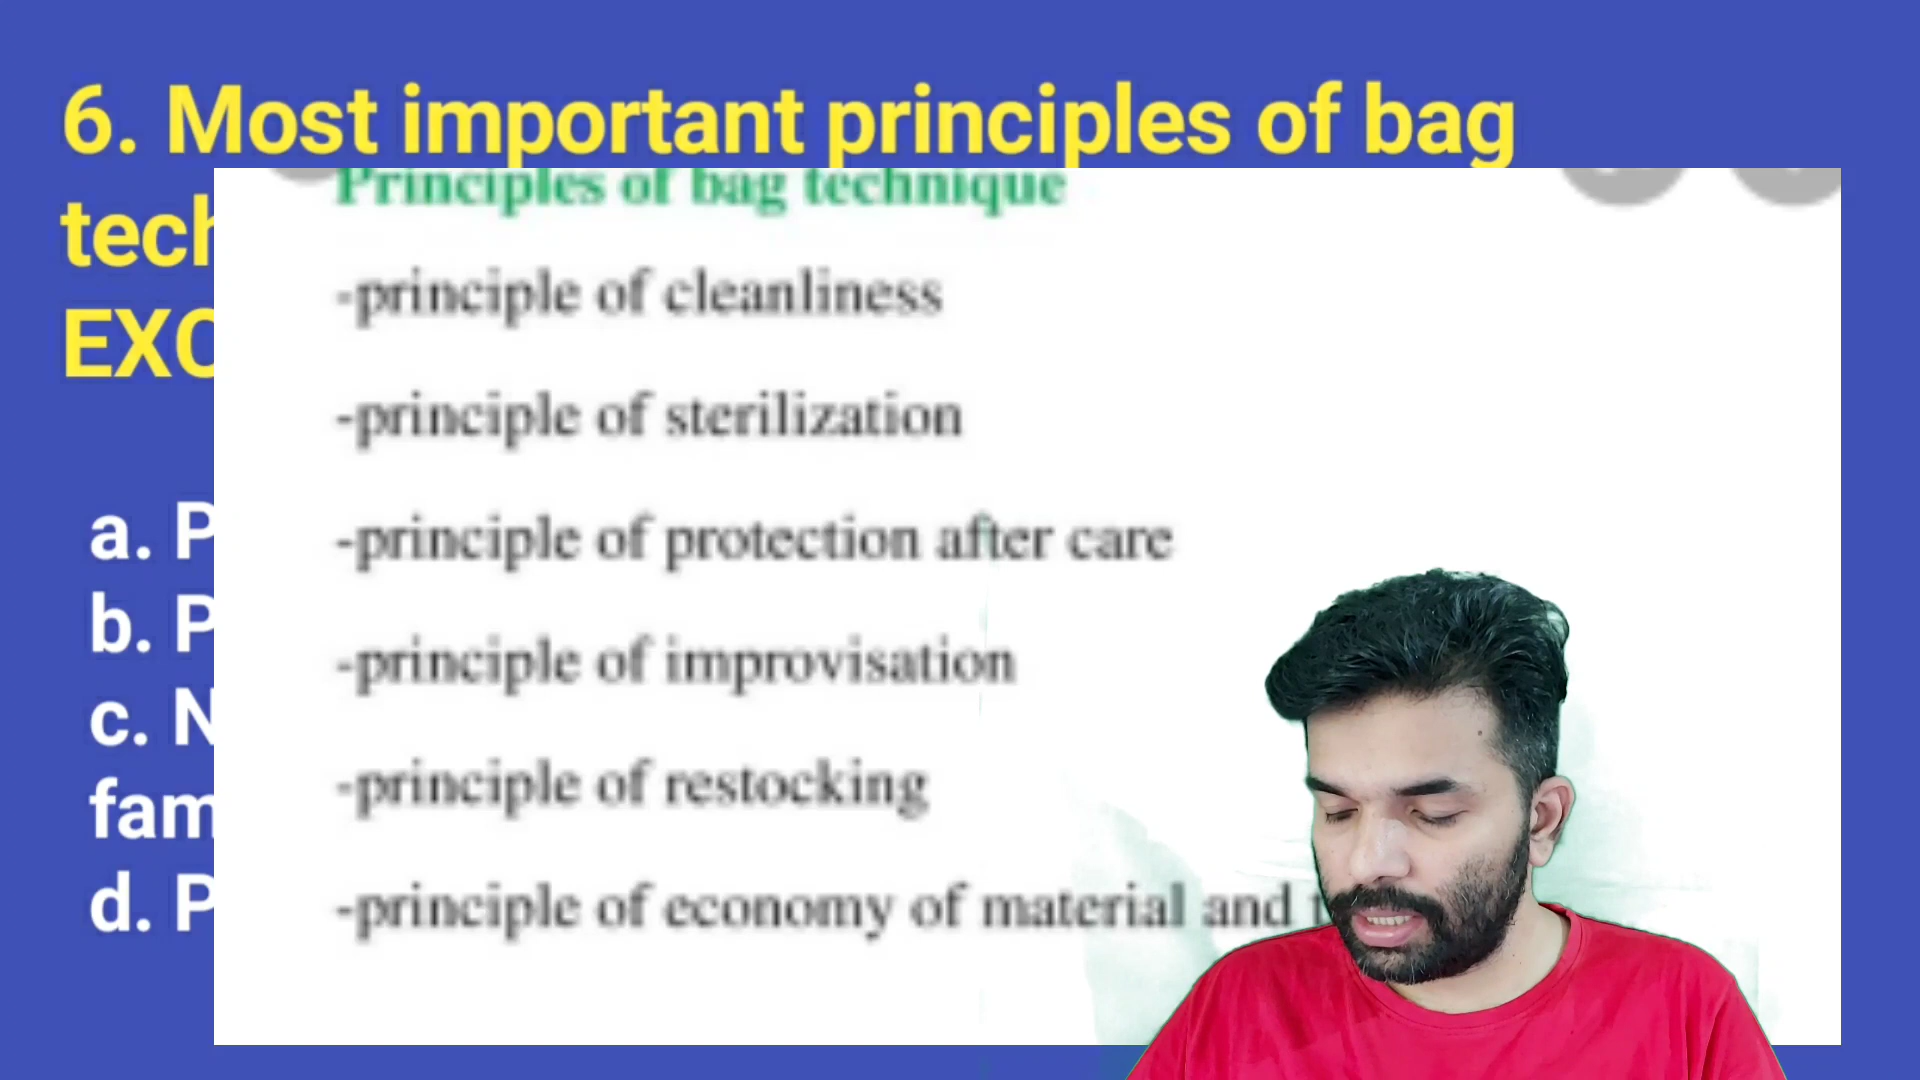 6. Most important principles of bag
Principles of bag technique
tech
EXC
-principle of cleanliness
-principle of sterilization
a. P
-principle of protection after care
b. P
-principle of improvisation
c. N
-principle of restocking
fam
d. P
-principle of economy of material and